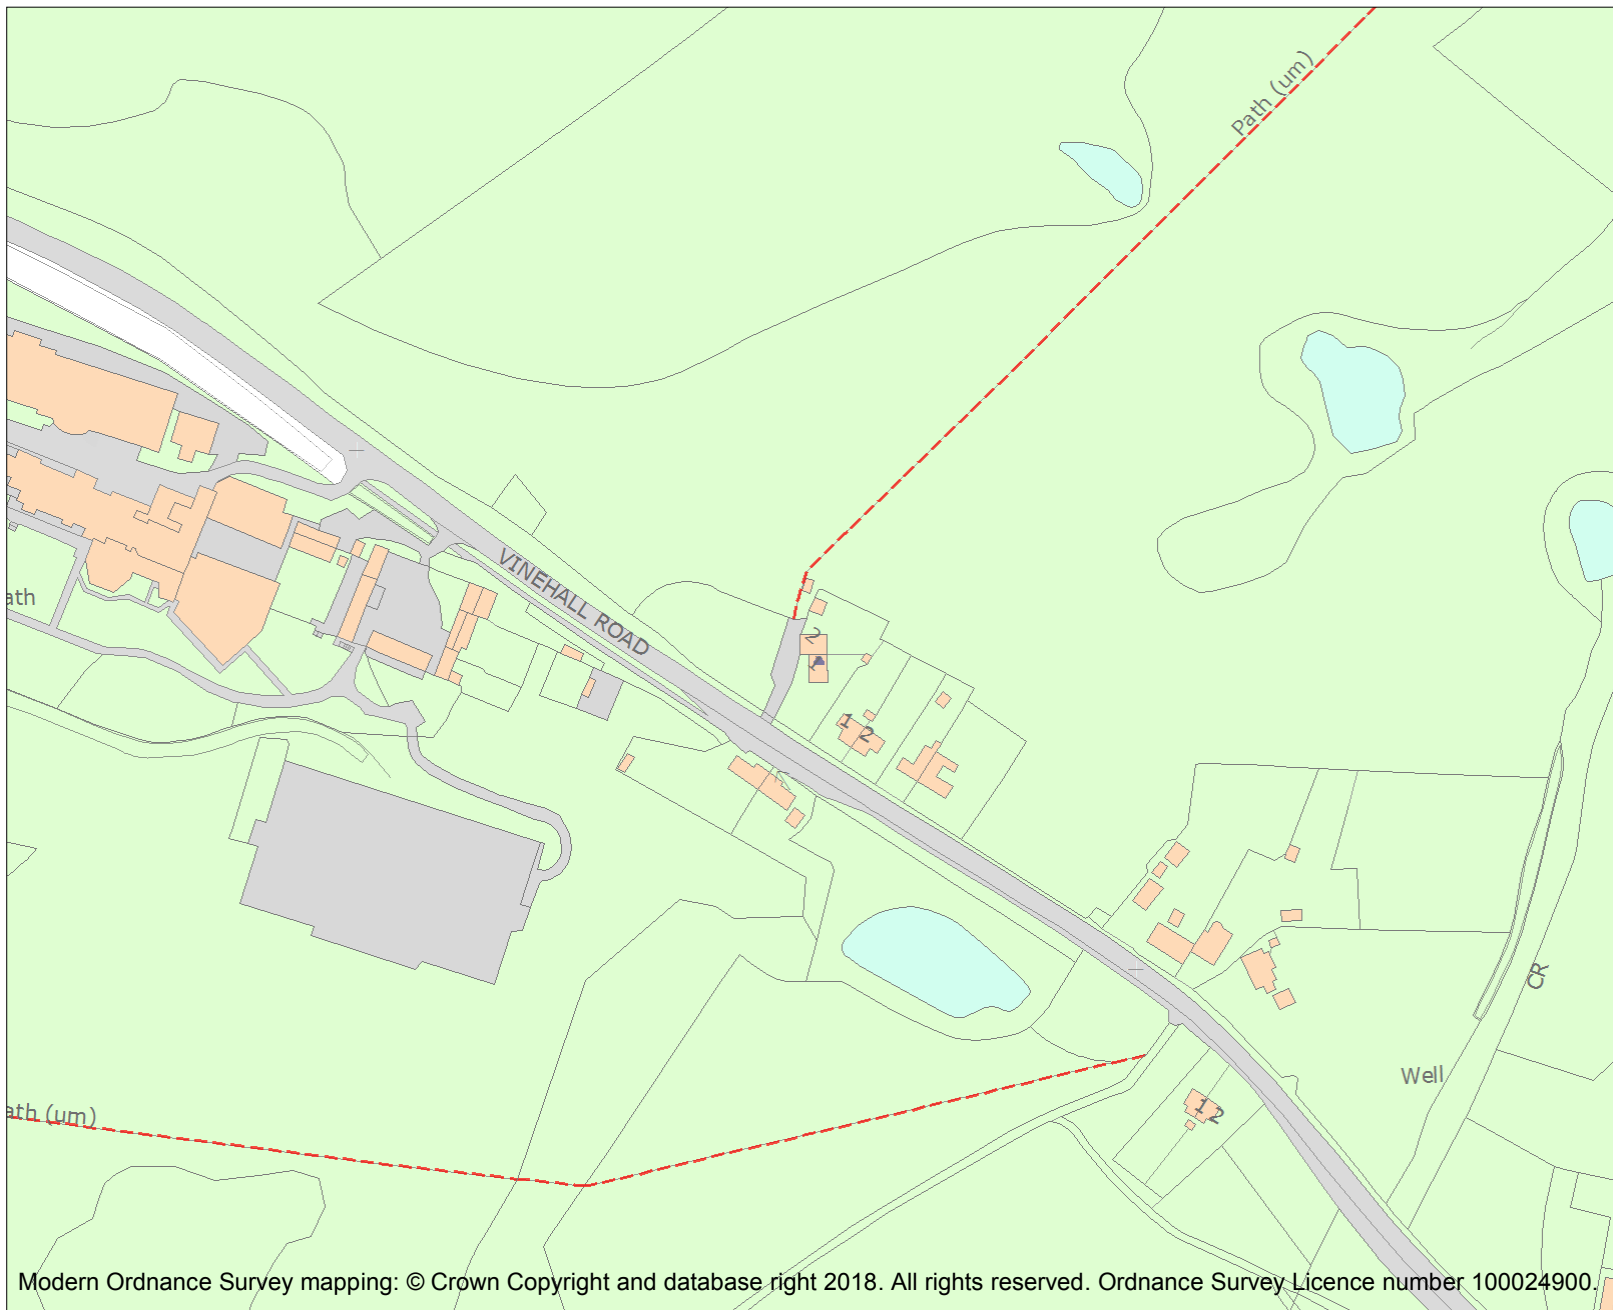 Path (um)
VINEHALL ROAD
ath
2
1
1 2
CR
Well
1 2
ath (um)
Modern Ordnance Survey mapping: © Crown Copyright and database right 2018. All rights reserved. Ordnance Survey Licence number 100024900.